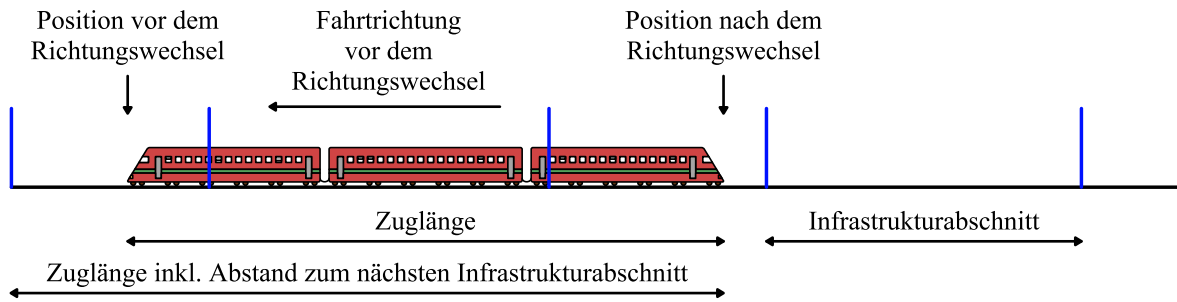 Position vor dem
Richtungswechsel
Fahrtrichtung
vor dem
Richtungswechsel
Position nach dem
Richtungswechsel
Zuglänge
Infrastrukturabschnitt
Zuglänge inkl. Abstand zum nächsten Infrastrukturabschnitt